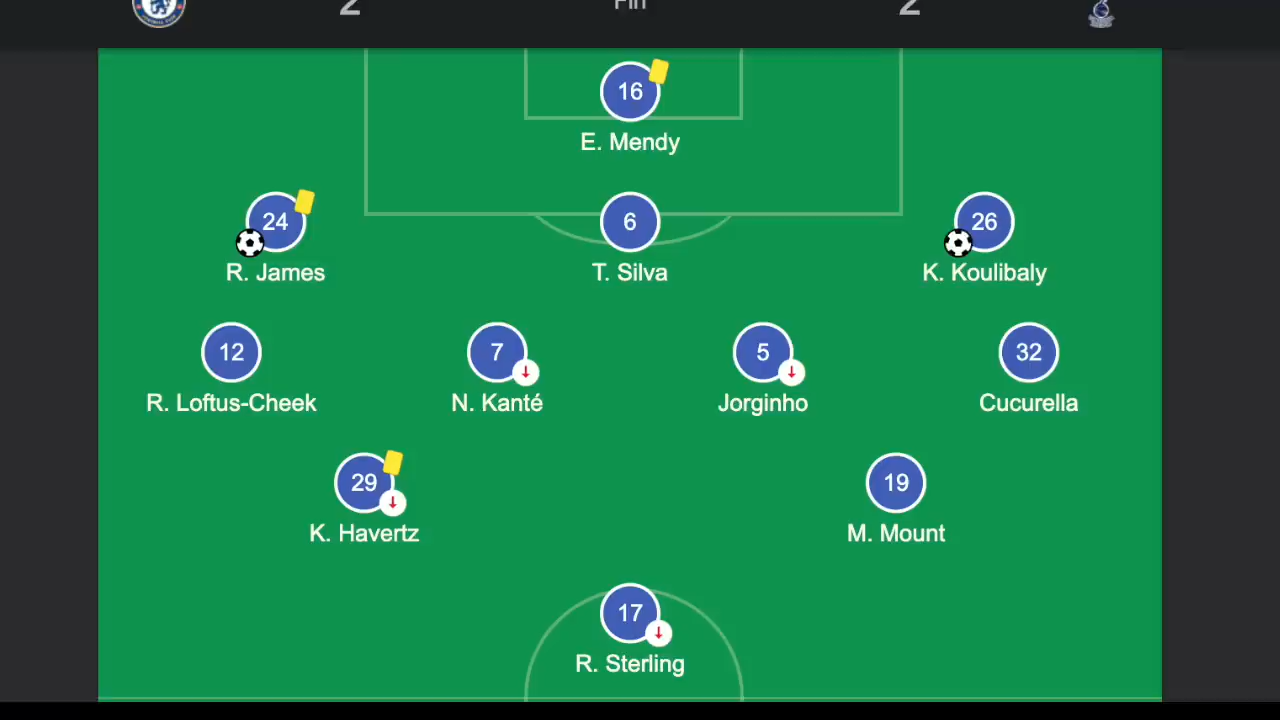 2 Fin 2
16
E. Mendy
24 6 26
R. James T. Silva K. Koulibaly
12 7 5 32
R. Loftus-Cheek N. Kanté Jorginho Cucurella
29 19
K. Havertz M. Mount
17
R. Sterling